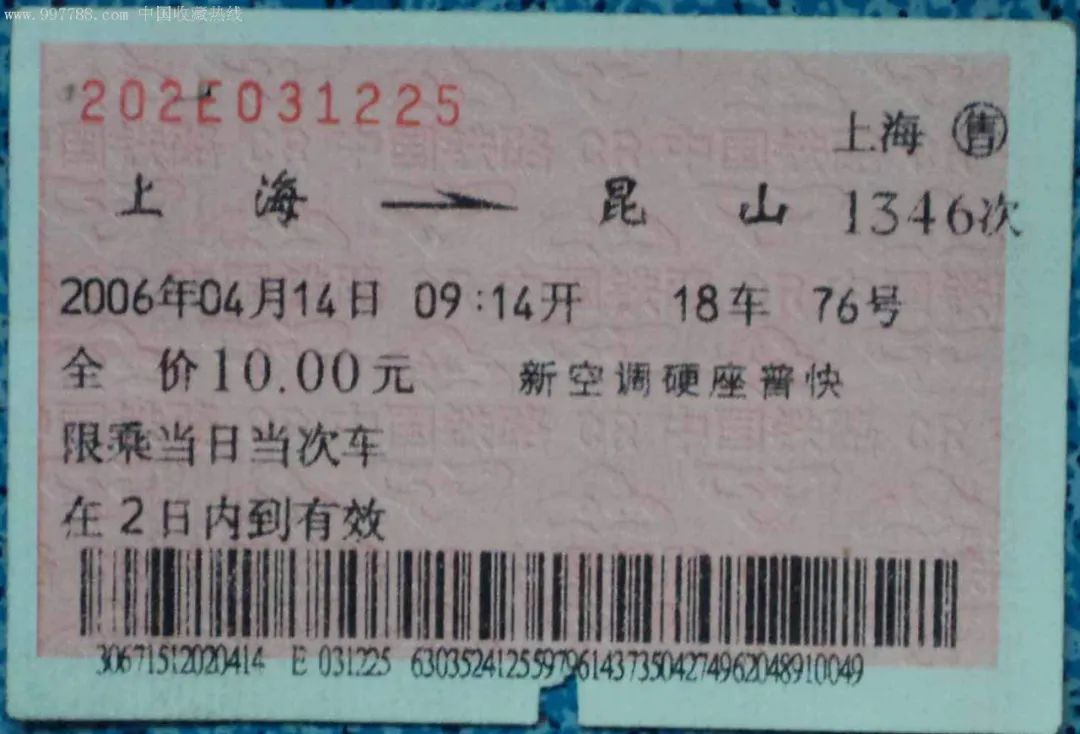 www.997788.com 中国收藏热线
202E031225
上海 售
上海 → 昆山 1346次
2006年04月14日 09:14开 18车 76号
全 价10.00元 新空调硬座普快
限乘当日当次车
在2日内到有效
30671512020414 E 031225 63035241255979614373504274962048910049